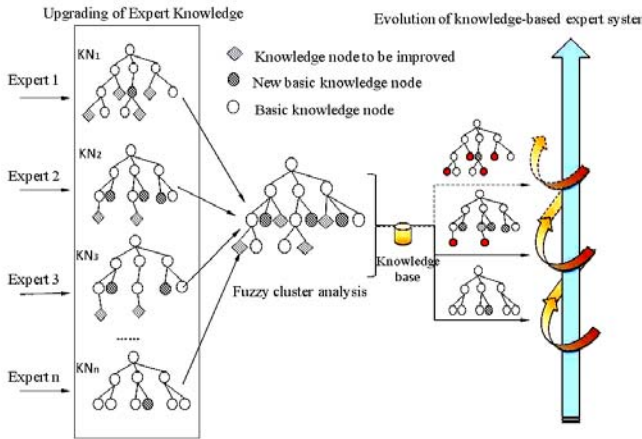 Upgrading of Expert Knowledge
Evolution of knowledge-based expert system
KN1
Knowledge node to be improved
New basic knowledge node
Basic knowledge node
Expert 1
KN2
Expert 2
KN3
Expert 3
Fuzzy cluster analysis
Knowledge
base
......
KNn
Expert n